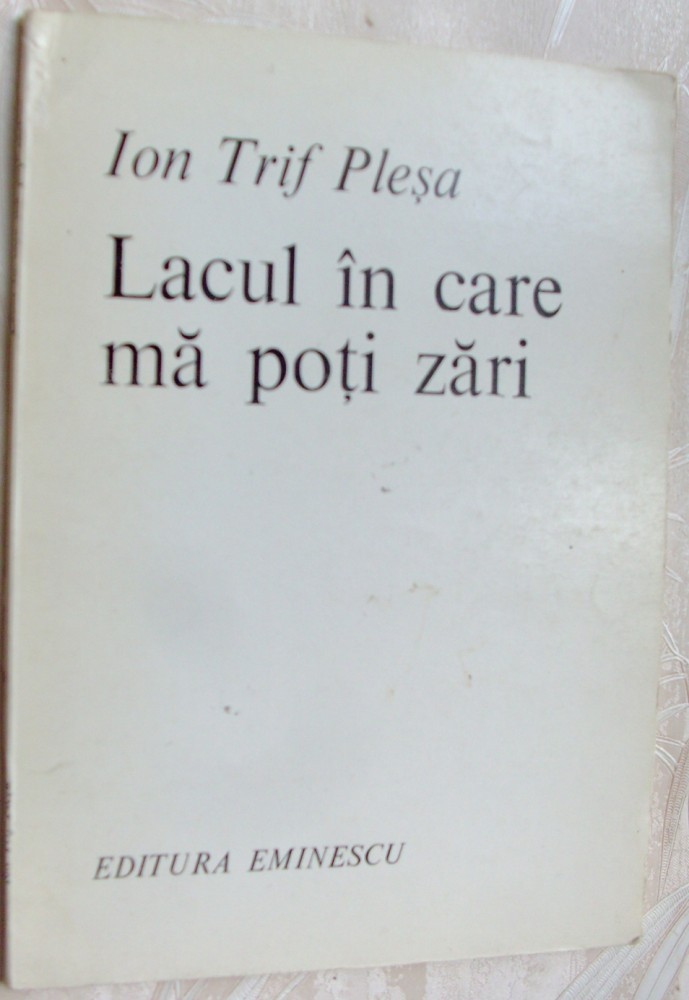 Ion Trif Pleșa
Lacul în care
mă poți zări
EDITURA EMINESCU